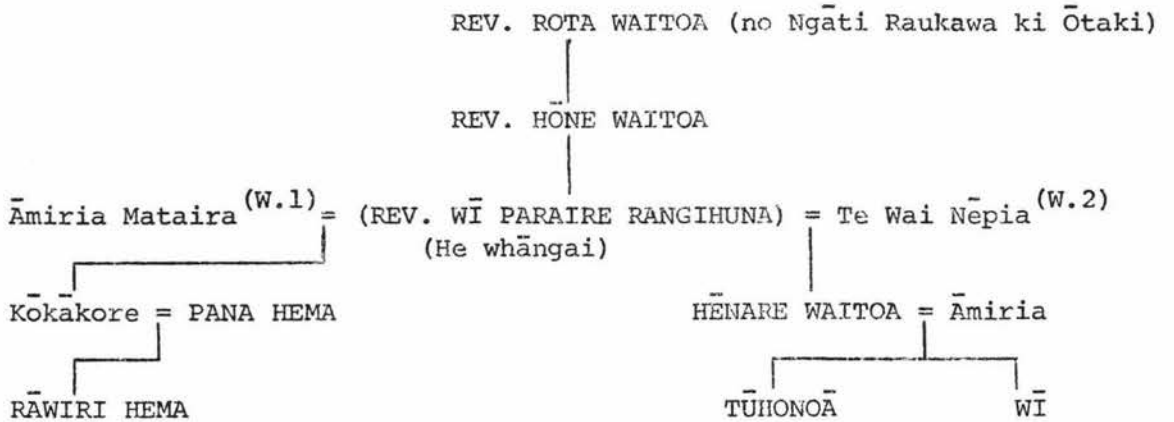 REV. ROTA WAITOA (no Ngāti Raukawa ki Ōtaki)
REV. HŌNE WAITOA
Āmiria Mataira (W.1) = (REV. WĪ PARAIRE RANGIHUNA) = Te Wai Nēpia (W.2)
(He whāngai)
Kōkākore = PANA HEMA HĒNARE WAITOA = Āmiria
RĀWIRI HEMA TŪHONOĀ WĪ